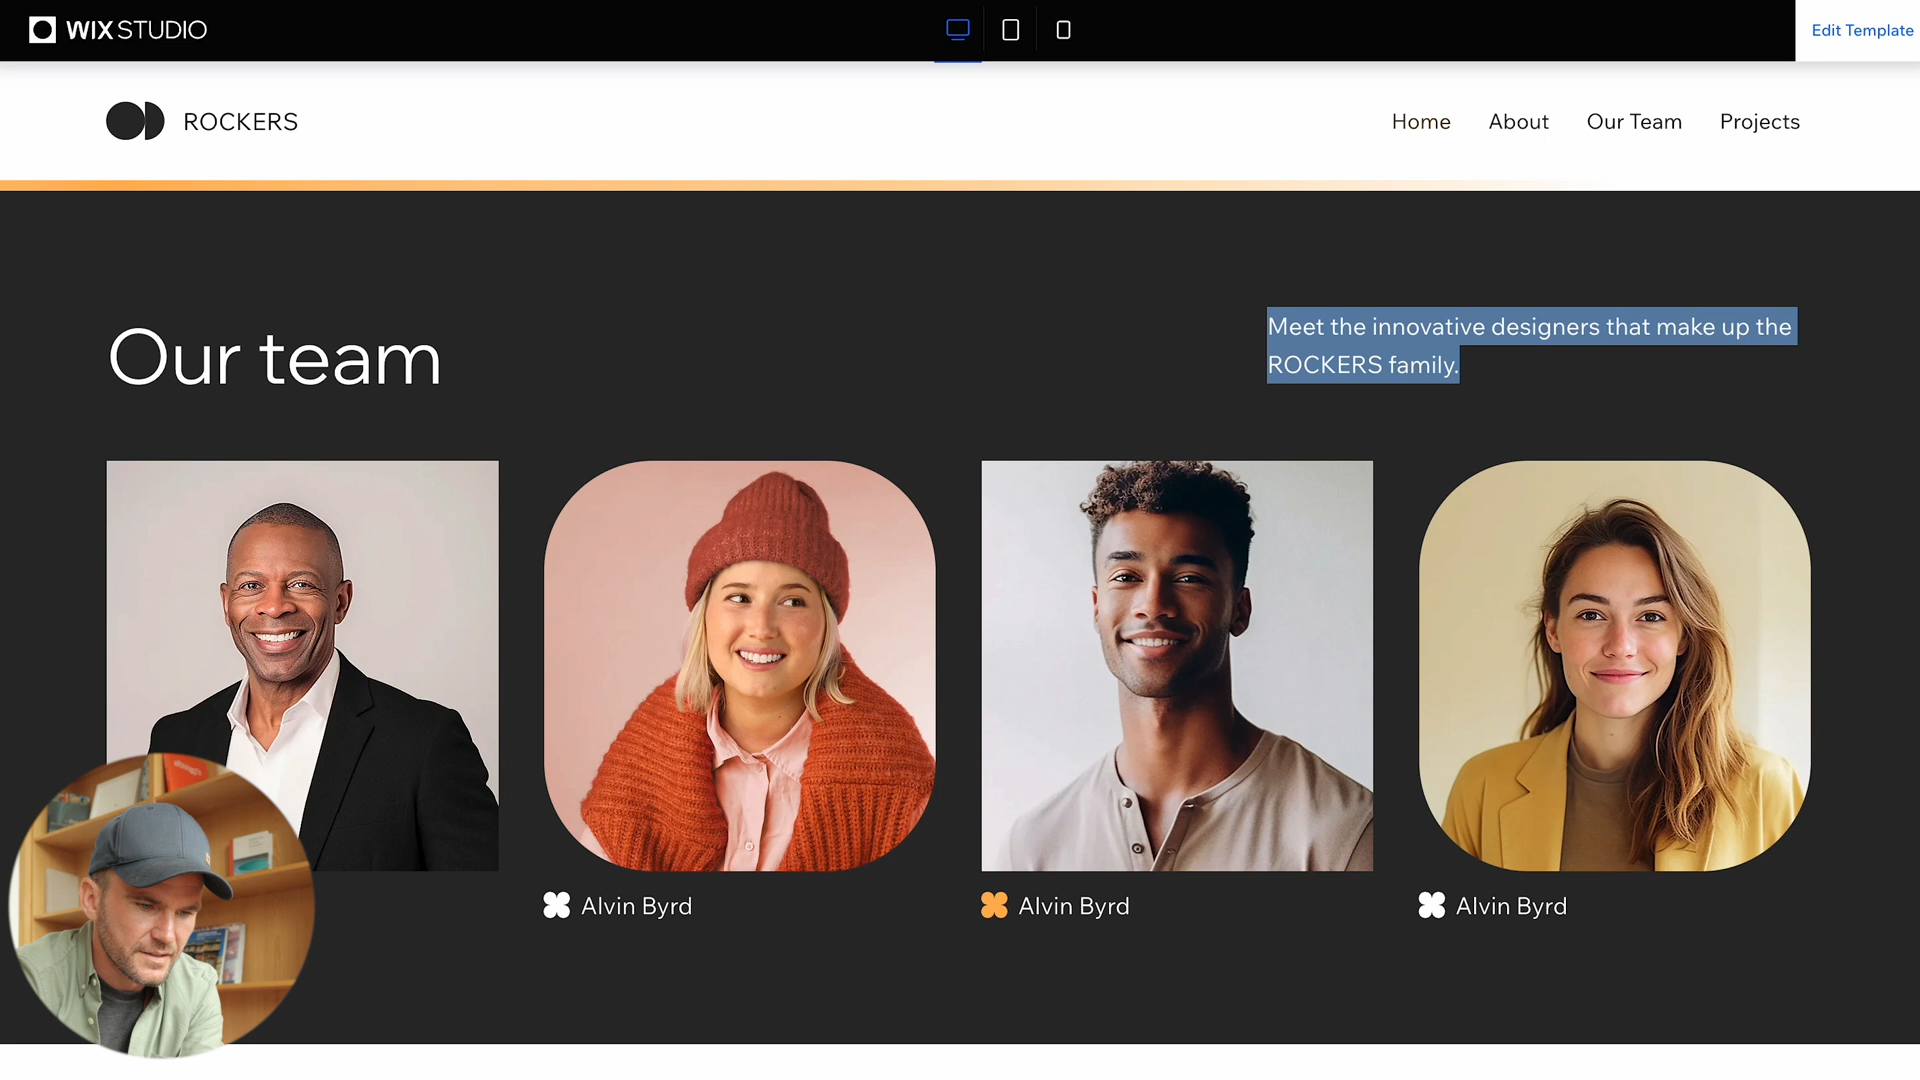 WIX STUDIO
Edit Template
ROCKERS
Home
About
Our Team
Projects
Our team
Meet the innovative designers that make up the
ROCKERS family.
Alvin Byrd
Alvin Byrd
Alvin Byrd